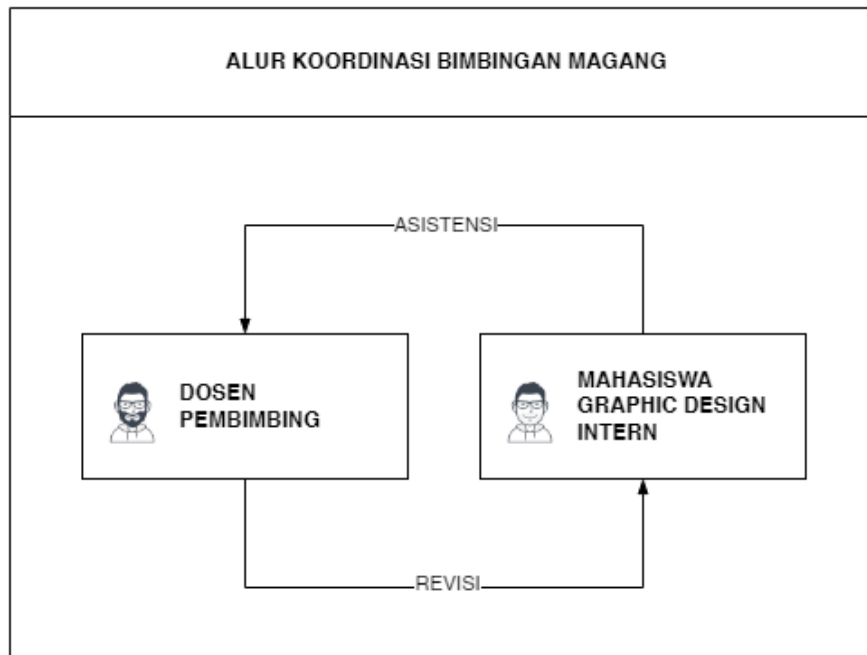 ALUR KOORDINASI BIMBINGAN MAGANG
ASISTENSI
DOSEN
PEMBIMBING
MAHASISWA
GRAPHIC DESIGN
INTERN
REVISI